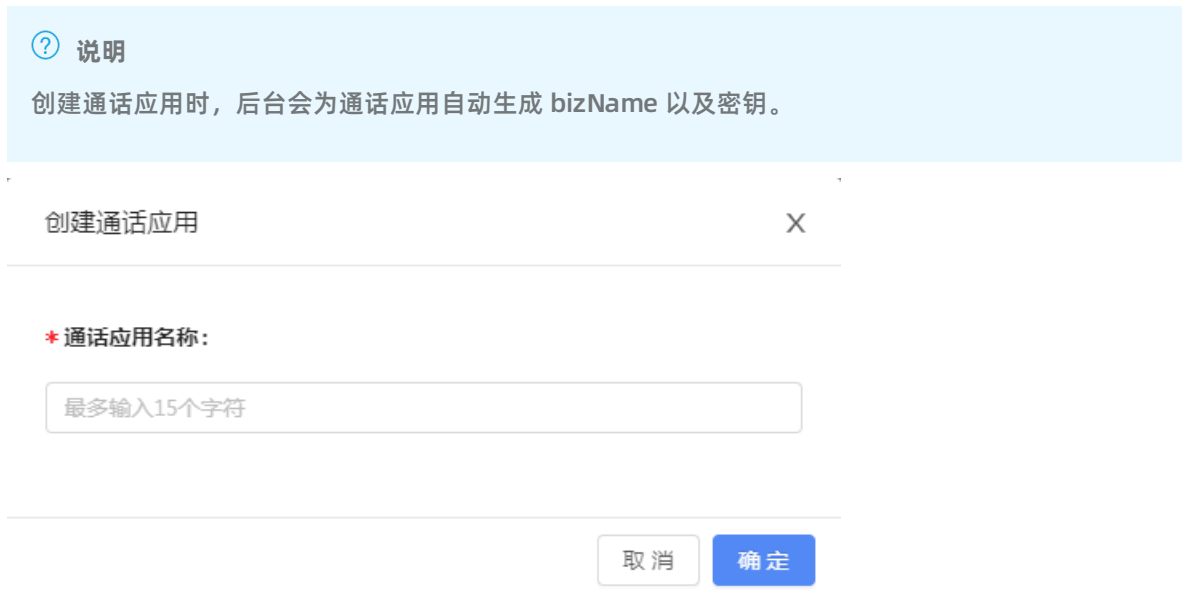 说明
创建通话应用时，后台会为通话应用自动生成 bizName 以及密钥。
创建通话应用 X
* 通话应用名称：
最多输入15个字符
取 消 确 定